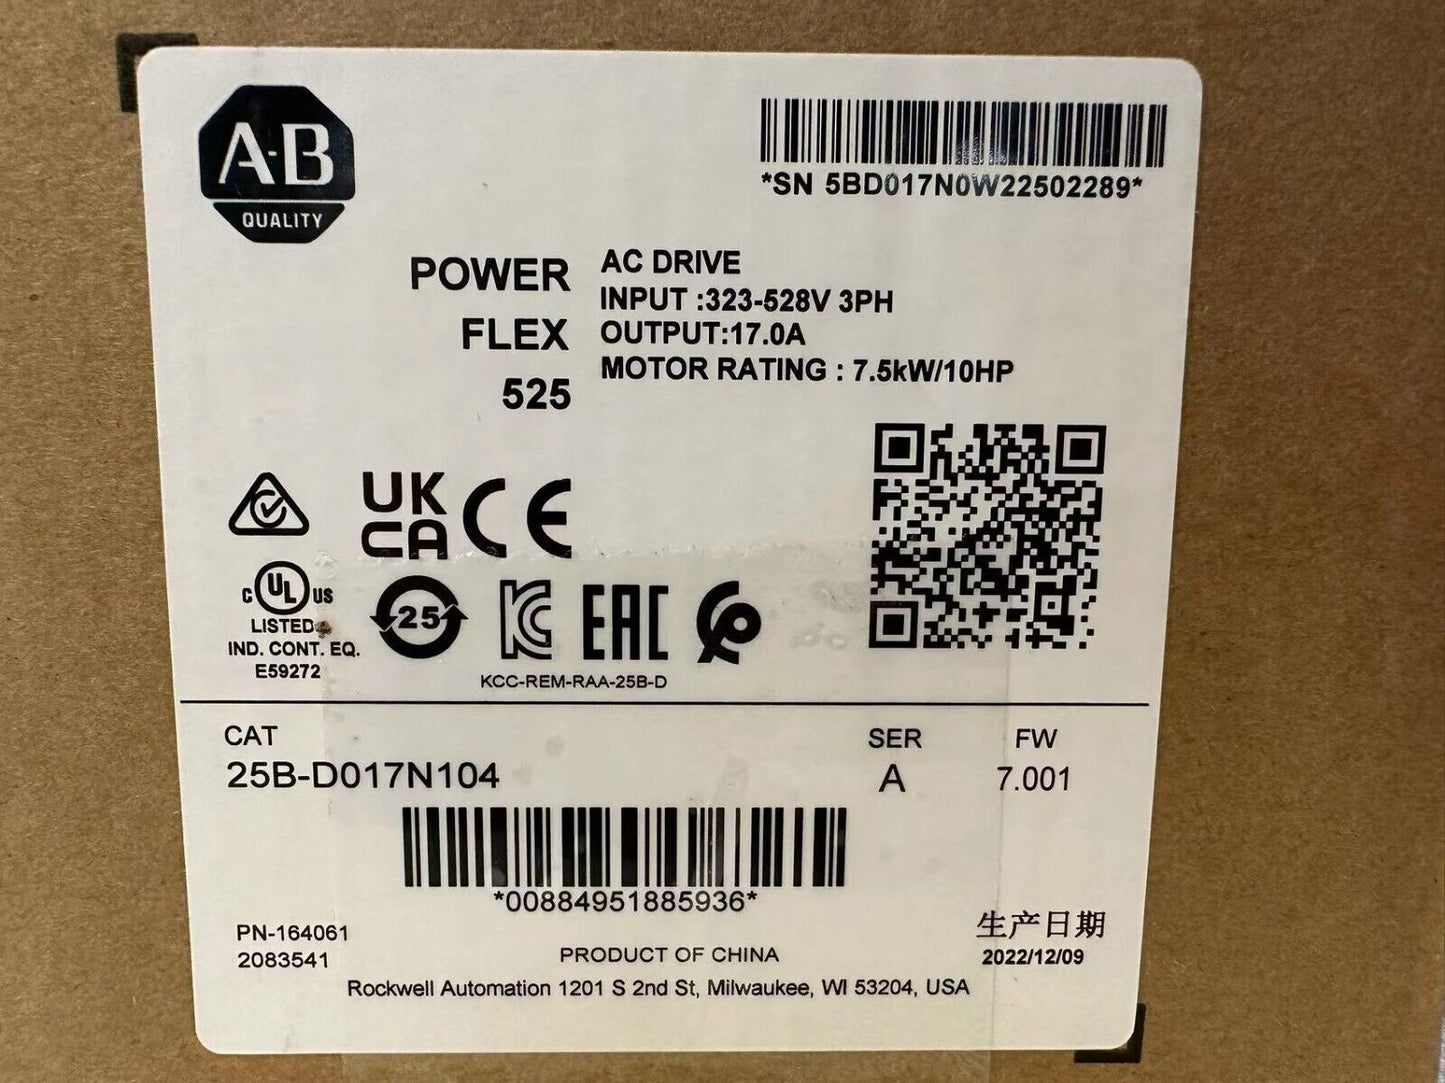 A-B
QUALITY
*SN 5BD017N0W22502289*
POWER
FLEX
525
AC DRIVE
INPUT :323-528V 3PH
OUTPUT:17.0A
MOTOR RATING : 7.5kW/10HP
UK
CA
CE
C UL US
LISTED
IND. CONT. EQ.
E59272
25
KC
EAC
KCC-REM-RAA-25B-D
CAT
25B-D017N104
SER
A
FW
7.001
*00884951885936*
PN-164061
2083541
PRODUCT OF CHINA
生产日期
2022/12/09
Rockwell Automation 1201 S 2nd St, Milwaukee, WI 53204, USA